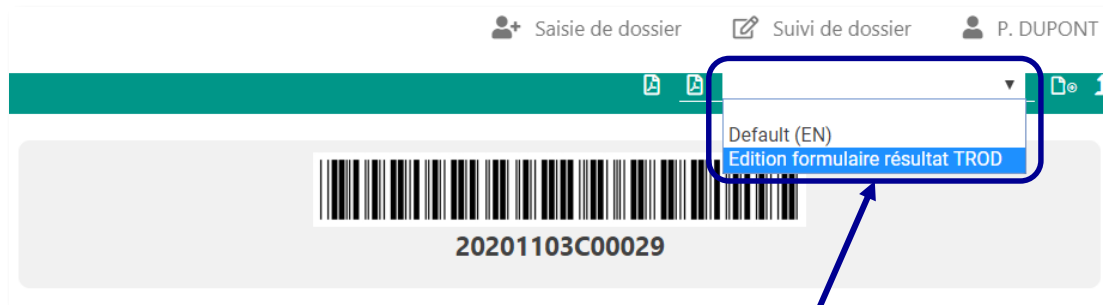 Saisie de dossier Suivi de dossier P. DUPONT
Default (EN)
Edition formulaire résultat TROD
20201103C00029